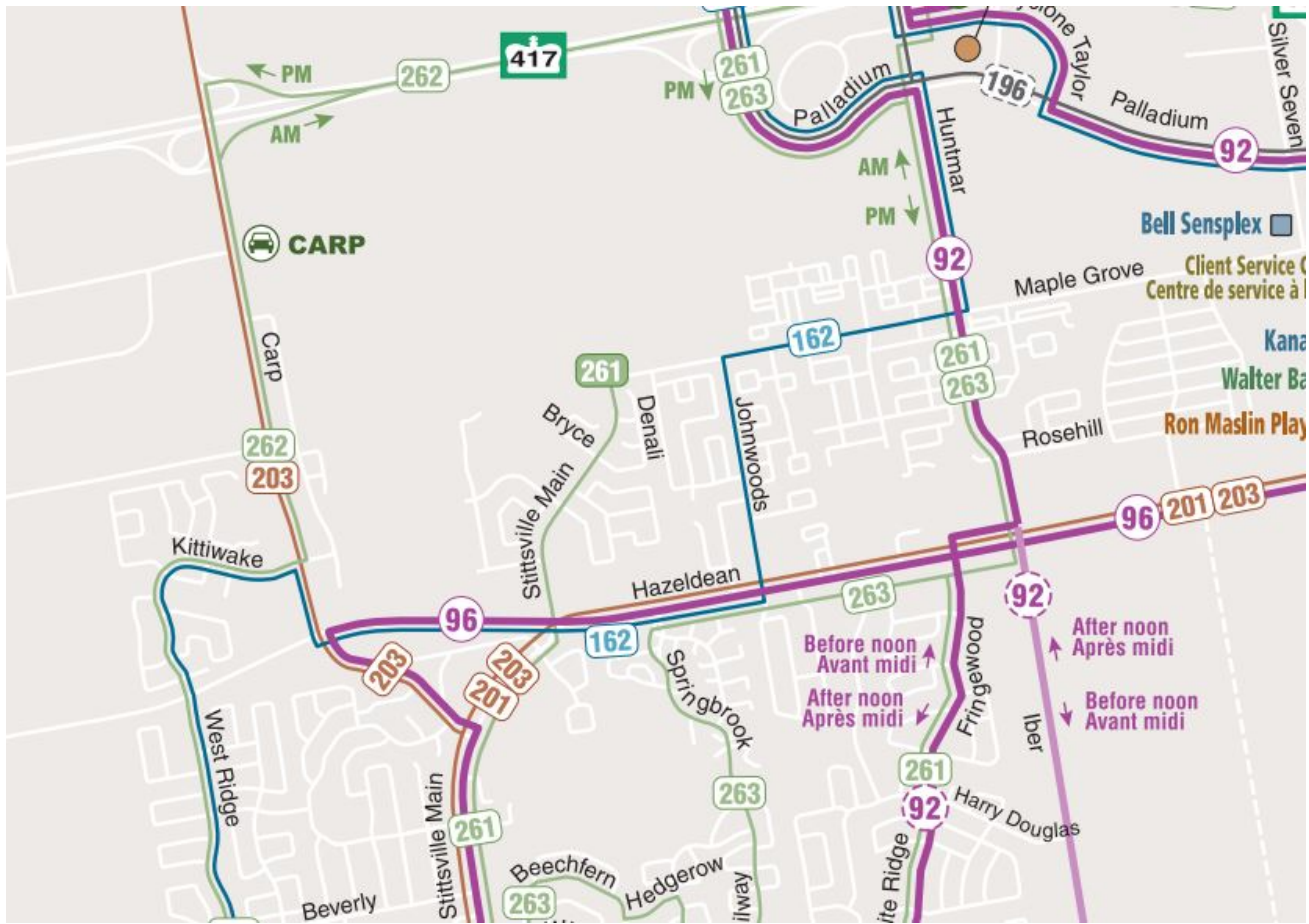 417
PM
262
AM
261
263
PM
Palladium
Huntmar
196
Taylor
Palladium
92
Silver Seven
AM
PM
CARP
Bell Sensplex
Client Service
Centre de service à
92
Maple Grove
162
261
263
Carp
261
Bryce
Denali
Johnwoods
Rosehill
262
203
Stittsville Main
96
201
203
Kittiwake
Hazeldean
263
92
96
162
203
203
201
Springbrook
Before noon
Avant midi
After noon
Après midi
Fringewood
After noon
Après midi
Before noon
Avant midi
Iber
West Ridge
263
261
92
Harry Douglas
Stittsville Main
261
Beechfern
Hedgerow
263
Beverly
Ron Maslin